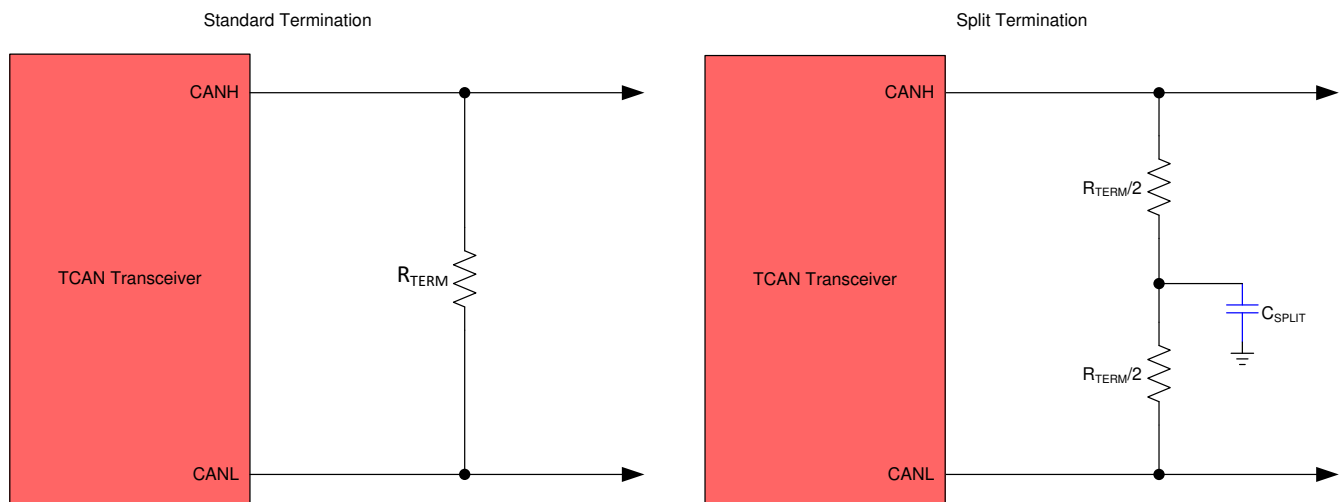 Standard Termination
Split Termination
CANH
TCAN Transceiver
R_TERM
CANL
CANH
R_TERM/2
TCAN Transceiver
C_SPLIT
R_TERM/2
CANL